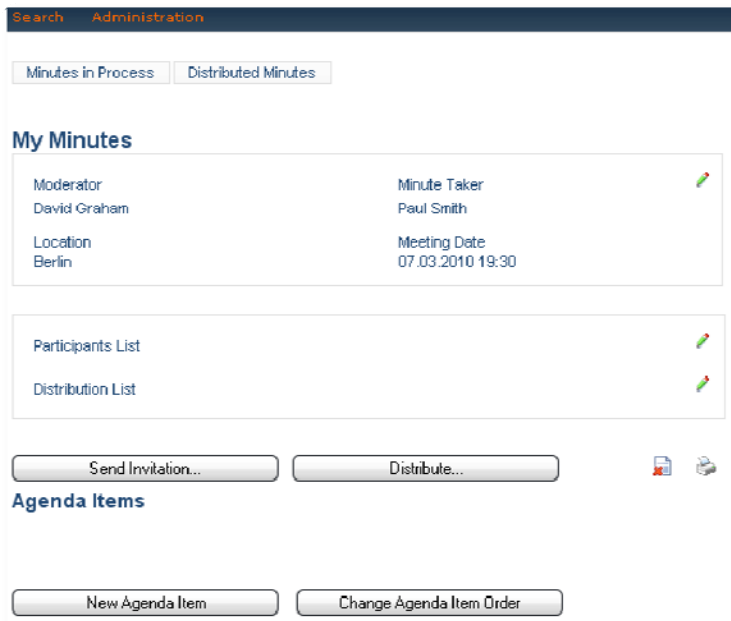 Search Administration
Minutes in Process Distributed Minutes
My Minutes
Moderator Minute Taker
David Graham Paul Smith
Location Meeting Date
Berlin 07.03.2010 19:30
Participants List
Distribution List
Send Invitation... Distribute...
Agenda Items
New Agenda Item Change Agenda Item Order